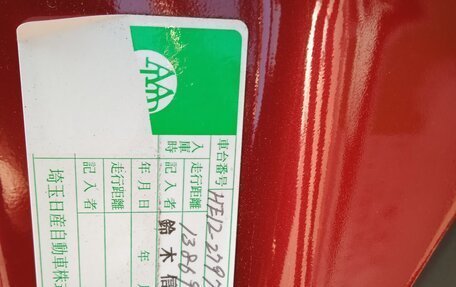 車台番号 HE12-2797
入庫時 走行距離 1386
記入者 鈴木信
年月日 年
走行距離
記入者
埼玉日産自動車株式